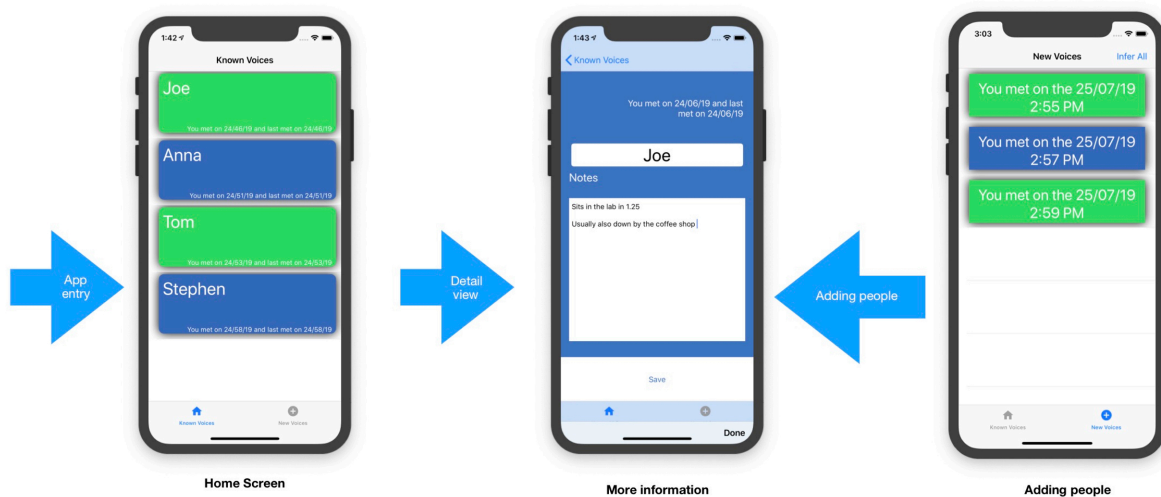 App
entry
1:42
Known Voices
Joe
You met on 24/46/19 and last met on 24/46/19
Anna
You met on 24/51/19 and last met on 24/51/19
Tom
You met on 24/53/19 and last met on 24/53/19
Stephen
You met on 24/58/19 and last met on 24/58/19
Known Voices
New Voices
Home Screen
Detail
view
1:43
Known Voices
You met on 24/06/19 and last
met on 24/06/19
Joe
Notes
Sits in the lab in 1.25
Usually also down by the coffee shop
Save
Done
More information
Adding people
3:03
New Voices
Infer All
You met on the 25/07/19
2:55 PM
You met on the 25/07/19
2:57 PM
You met on the 25/07/19
2:59 PM
Known Voices
New Voices
Adding people